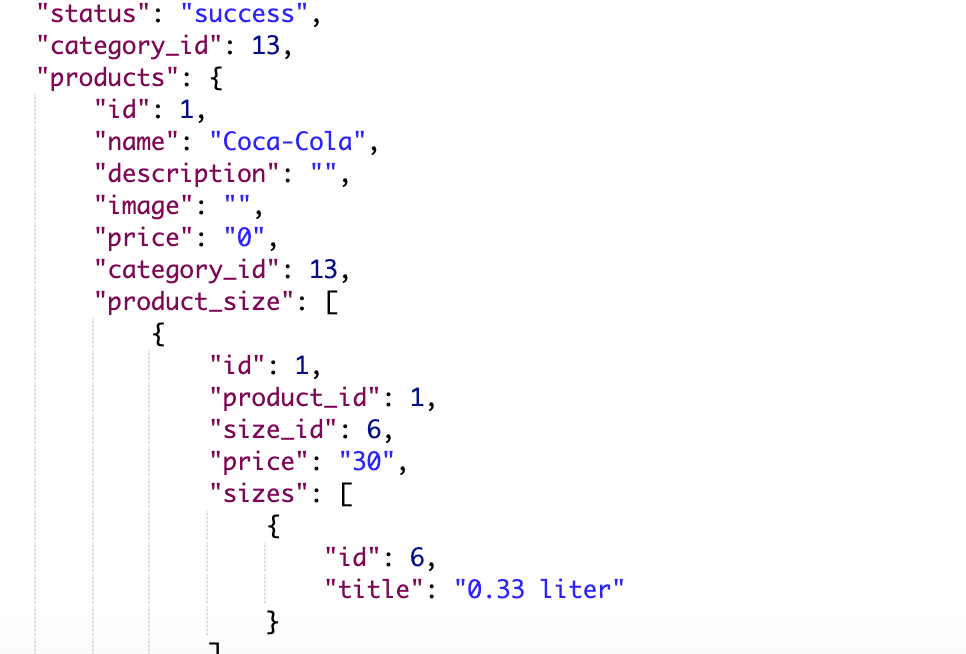 "status": "success",
"category_id": 13,
"products": {
"id": 1,
"name": "Coca-Cola",
"description": "",
"image": "",
"price": "0",
"category_id": 13,
"product_size": [
{
"id": 1,
"product_id": 1,
"size_id": 6,
"price": "30",
"sizes": [
{
"id": 6,
"title": "0.33 liter"
}
]